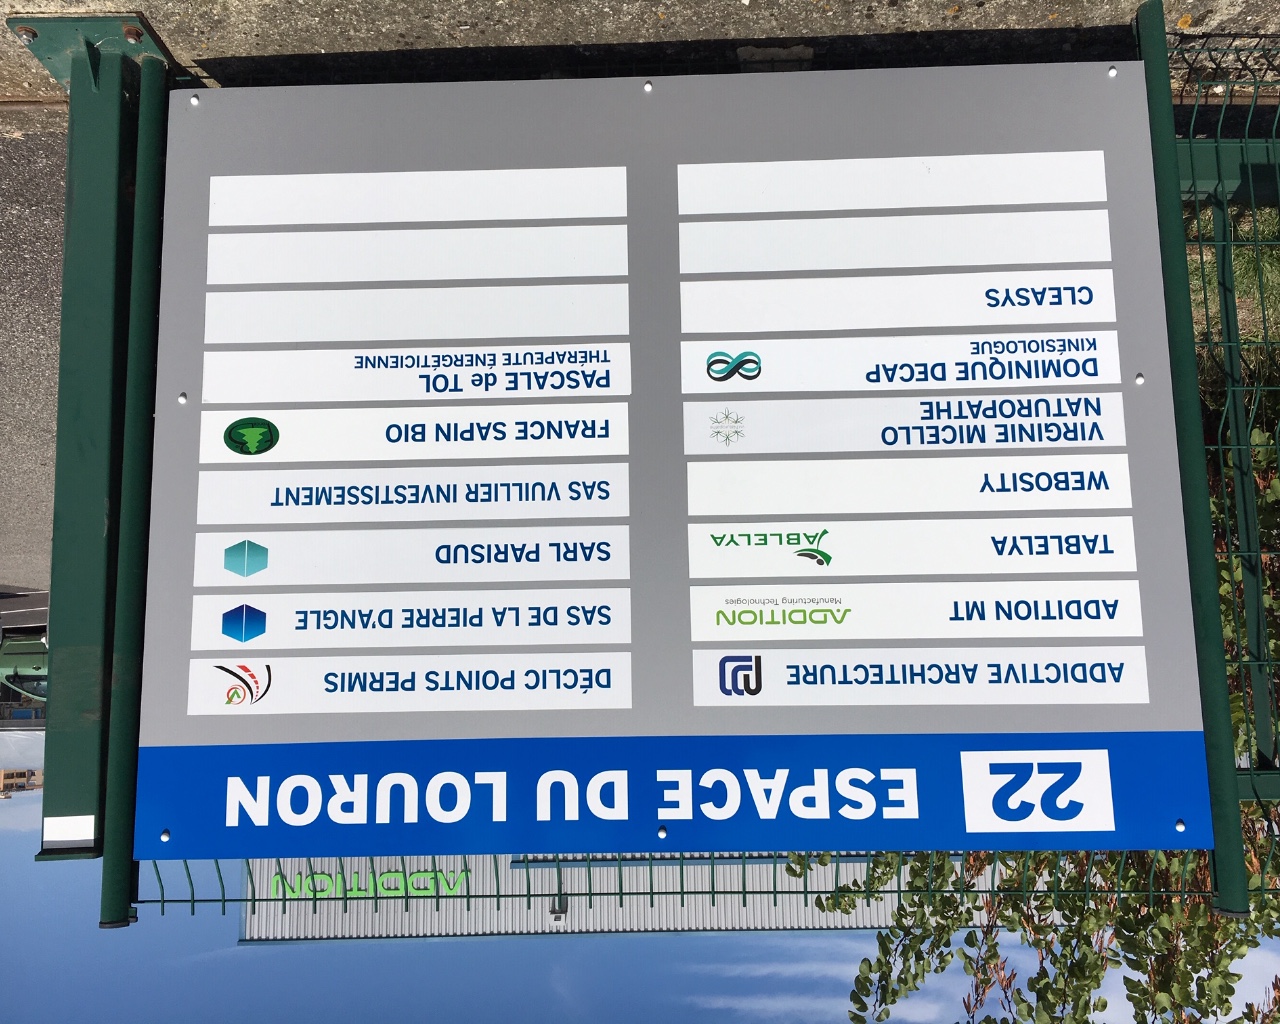 ADDITION
22 ESPACE DU LOURON
ADDICTIVE ARCHITECTURE
ADDITION MT
ADDITION
Manufacturing Technologies
TABLELYA
TABLELYA
WEBOSITY
VIRGINIE MICELLO
NATUROPATHE
DOMINIQUE DECAP
KINÉSIOLOGUE
CLEASYS
DÉCLIC POINTS PERMIS
SAS DE LA PIERRE D'ANGLE
SARL PARISUD
SAS VUILLIER INVESTISSEMENT
FRANCE SAPIN BIO
PASCALE de TOL
THÉRAPEUTE ÉNERGÉTICIENNE